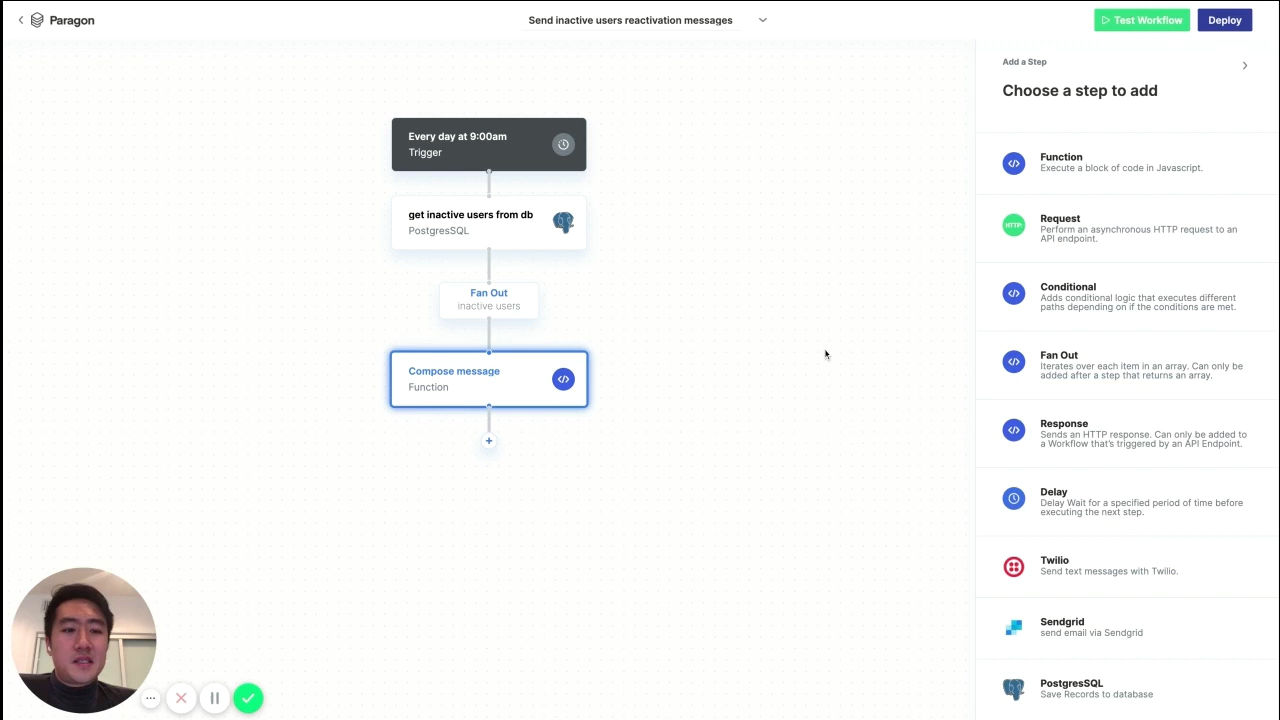 Paragon
Send inactive users reactivation messages
Test Workflow
Deploy
Every day at 9:00am
Trigger
get inactive users from db
PostgresSQL
Fan Out
inactive users
Compose message
Function
+
Add a Step
Choose a step to add
Function
Execute a block of code in Javascript.
HTTP
Request
Perform an asynchronous HTTP request to an
API endpoint.
Conditional
Adds conditional logic that executes different
paths depending on if the conditions are met.
Fan Out
Iterates over each item in an array. Can only be
added after a step that returns an array.
Response
Sends an HTTP response. Can only be added to
a Workflow that's triggered by an API Endpoint.
Delay
Delay Wait for a specified period of time before
executing the next step.
Twilio
Send text messages with Twilio.
Sendgrid
send email via Sendgrid
PostgreSQL
Save Records to database